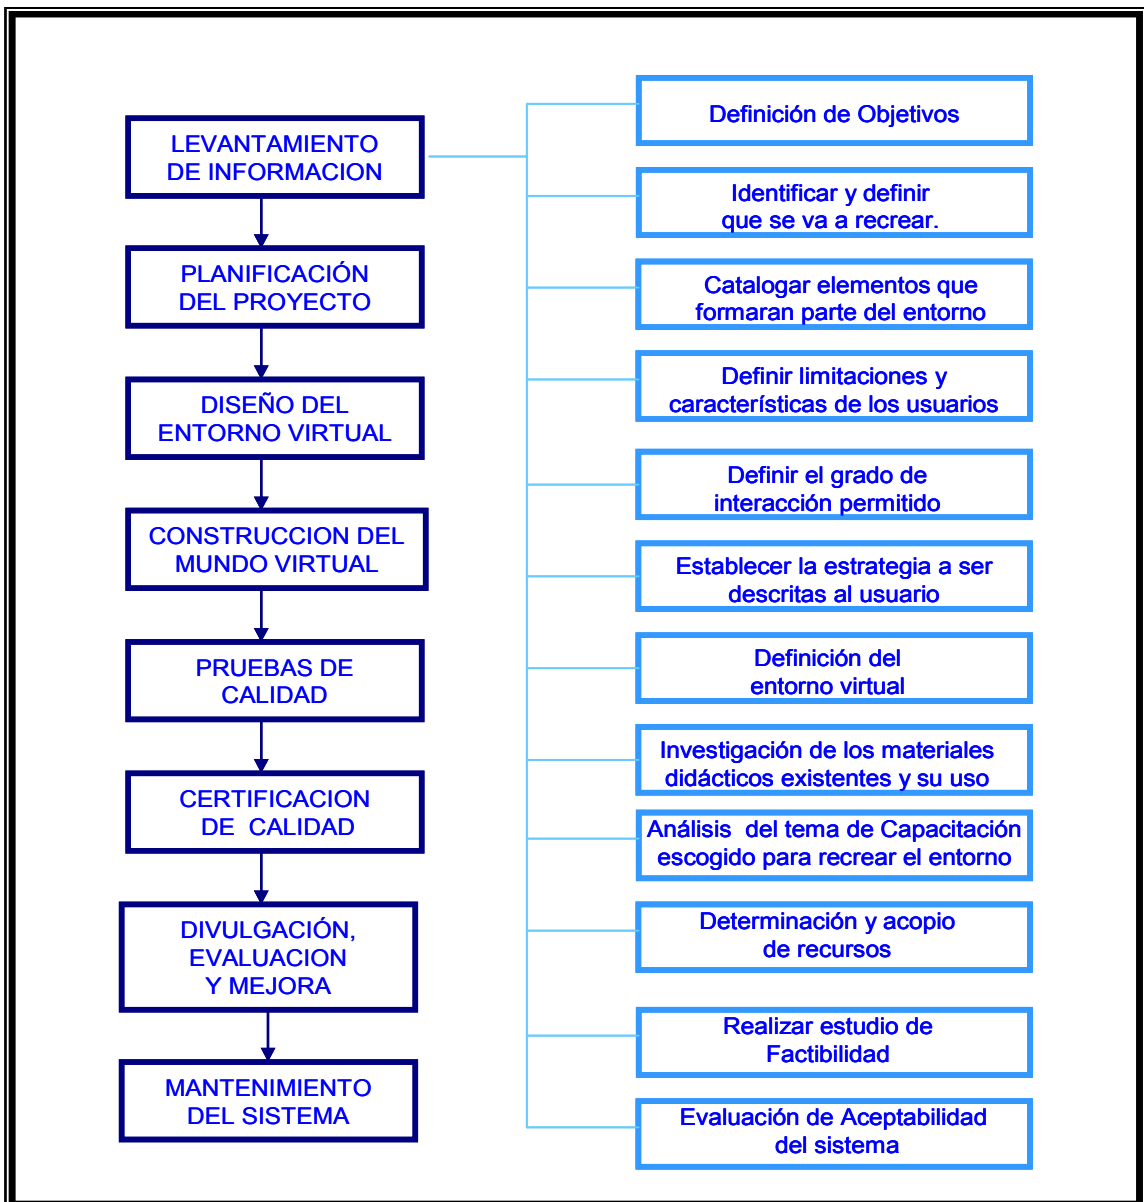 LEVANTAMIENTO
DE INFORMACION
PLANIFICACIÓN
DEL PROYECTO
DISEÑO DEL
ENTORNO VIRTUAL
CONSTRUCCION DEL
MUNDO VIRTUAL
PRUEBAS DE
CALIDAD
CERTIFICACION
DE CALIDAD
DIVULGACIÓN,
EVALUACION
Y MEJORA
MANTENIMIENTO
DEL SISTEMA
Definición de Objetivos
Identificar y definir
que se va a recrear.
Catalogar elementos que
formaran parte del entorno
Definir limitaciones y
características de los usuarios
Definir el grado de
interacción permitido
Establecer la estrategia a ser
descritas al usuario
Definición del
entorno virtual
Investigación de los materiales
didácticos existentes y su uso
Análisis del tema de Capacitación
escogido para recrear el entorno
Determinación y acopio
de recursos
Realizar estudio de
Factibilidad
Evaluación de Aceptabilidad
del sistema